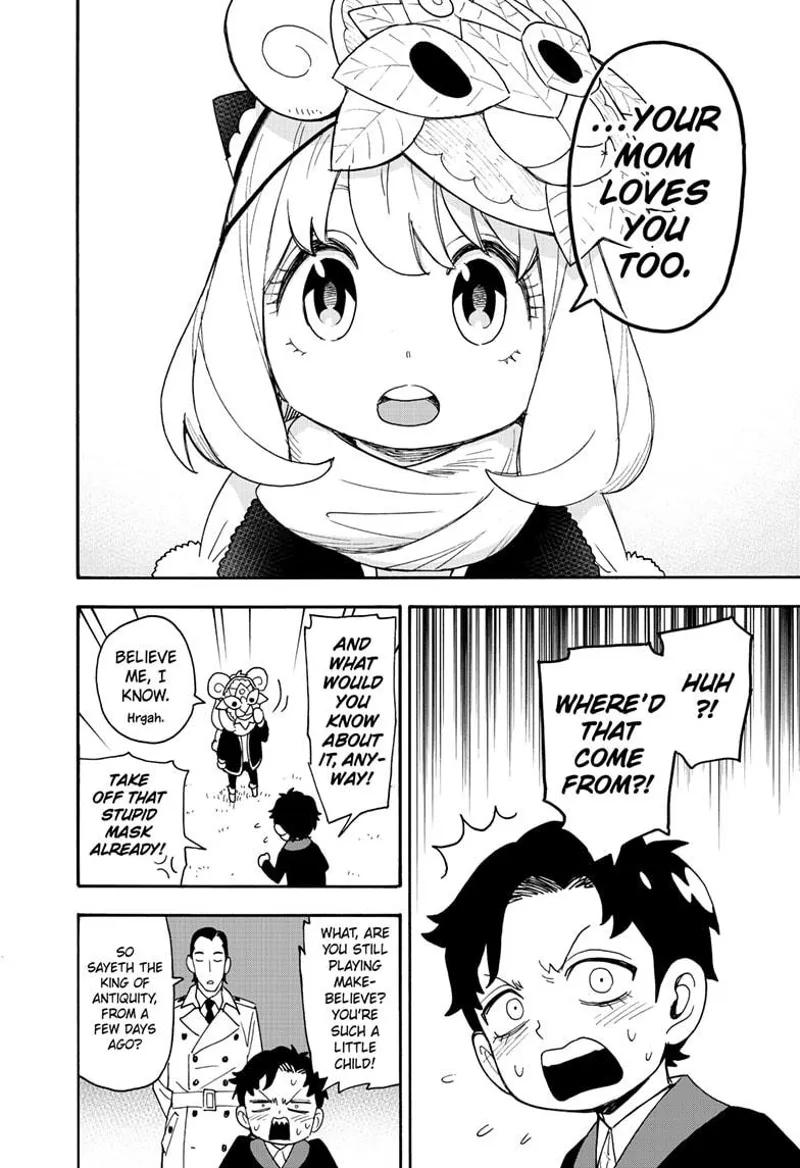 ...YOUR
MOM
LOVES
YOU
TOO.
HUH
?!
WHERE'D
THAT
COME
FROM?!
AND
WHAT
WOULD
YOU
KNOW
ABOUT
IT, ANY-
WAY!
BELIEVE
ME, I
KNOW.
Hrgah.
TAKE
OFF THAT
STUPID
MASK
ALREADY!
WHAT, ARE
YOU STILL
PLAYING
MAKE-
BELIEVE?
YOU'RE
SUCH A
LITTLE
CHILD!
SO
SAYETH THE
KING OF
ANTIQUITY,
FROM A
FEW DAYS
AGO?